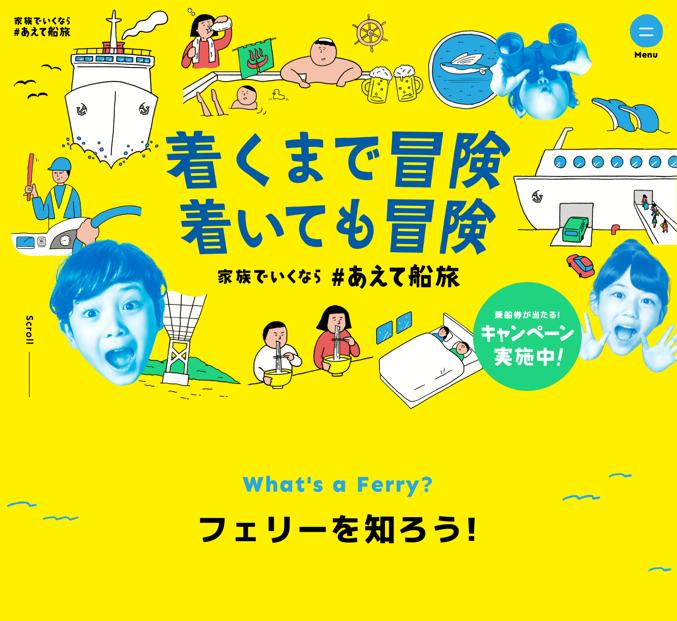 家族でいくなら
#あえて船旅
Menu
着くまで冒険
着いても冒険
家族でいくなら #あえて船旅
乗船券が当たる!
キャンペーン
実施中!
Scroll
What's a Ferry?
フェリーを知ろう!